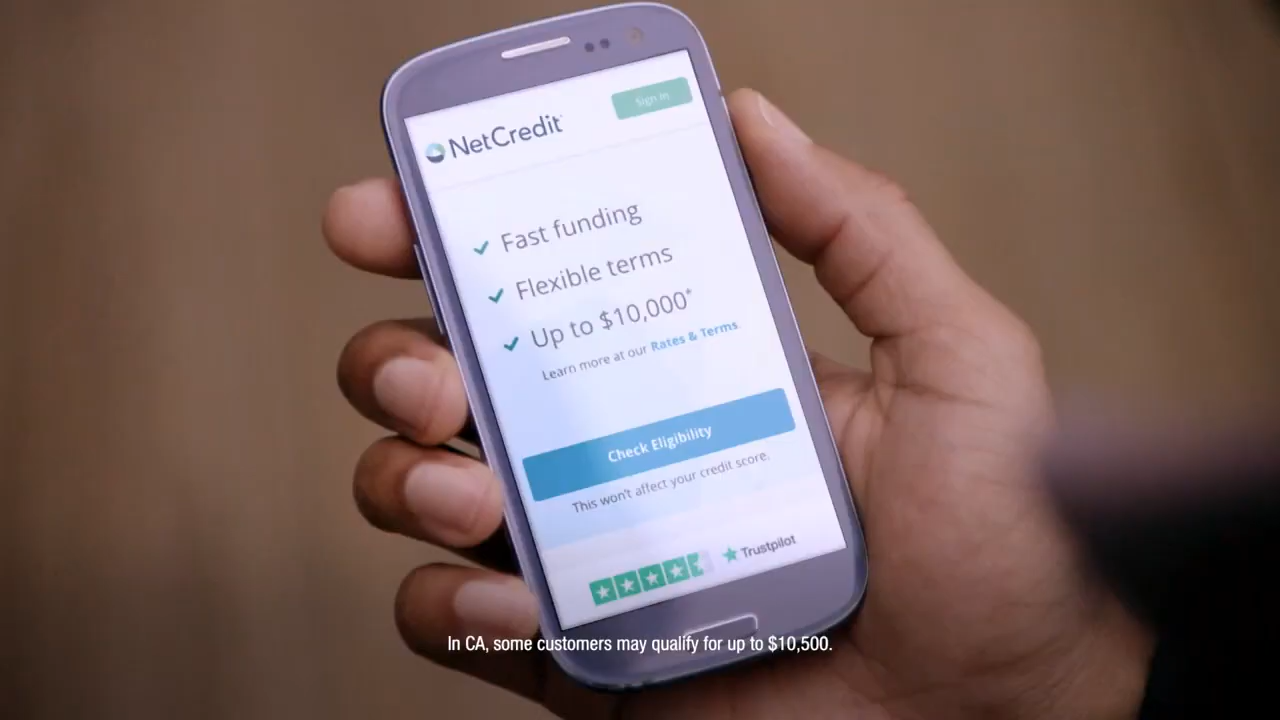 NetCredit
Sign In
Fast funding
Flexible terms
Up to $10,000*
Learn more at our Rates & Terms.
Check Eligibility
This won't affect your credit score.
Trustpilot
In CA, some customers may qualify for up to $10,500.